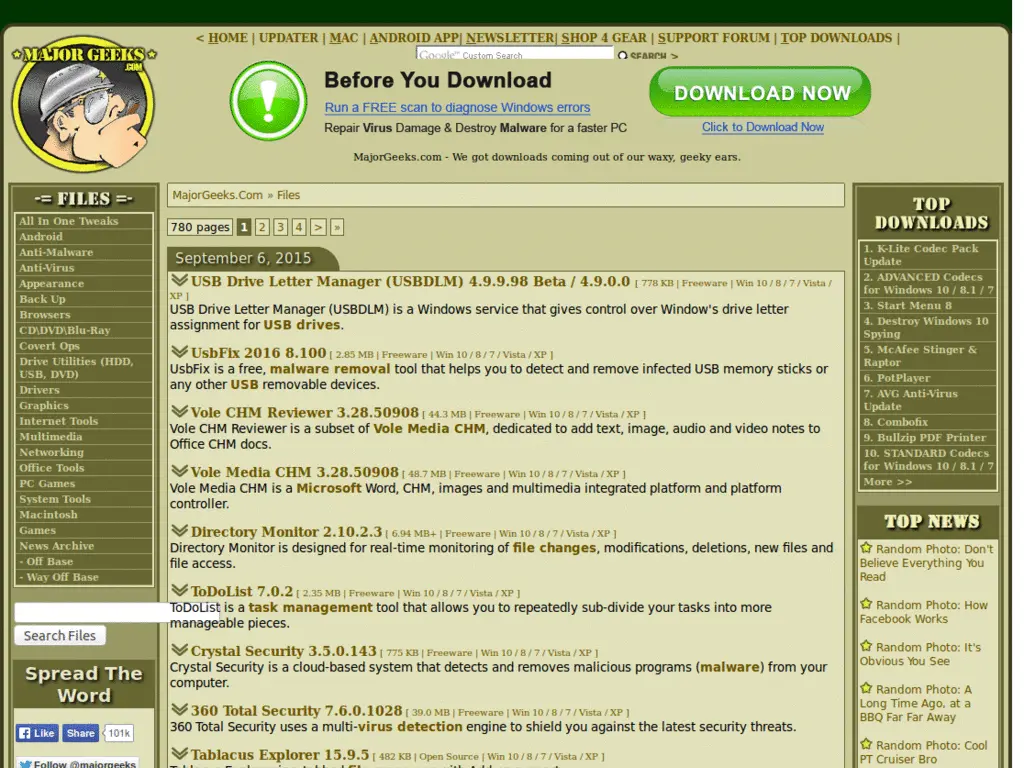 < HOME | UPDATER | MAC | ANDROID APP| NEWSLETTER| SHOP 4 GEAR | SUPPORT FORUM | TOP DOWNLOADS |
Google™ Custom Search SEARCH >
MAJOR GEEKS
.COM
Before You Download
Run a FREE scan to diagnose Windows errors
Repair Virus Damage & Destroy Malware for a faster PC
DOWNLOAD NOW
Click to Download Now
MajorGeeks.com - We got downloads coming out of our waxy, geeky ears.
-= FILES =-
All In One Tweaks
Android
Anti-Malware
Anti-Virus
Appearance
Back Up
Browsers
CD\DVD\Blu-Ray
Covert Ops
Drive Utilities (HDD,
USB, DVD)
Drivers
Graphics
Internet Tools
Multimedia
Networking
Office Tools
PC Games
System Tools
Macintosh
Games
News Archive
- Off Base
- Way Off Base
Search Files
Spread The
Word
Like Share 101k
Follow @majorgeeks
MajorGeeks.Com » Files
780 pages 1 2 3 4 > »
September 6, 2015
USB Drive Letter Manager (USBDLM) 4.9.9.98 Beta / 4.9.0.0 [ 778 KB | Freeware | Win 10 / 8 / 7 / Vista /
XP ]
USB Drive Letter Manager (USBDLM) is a Windows service that gives control over Window's drive letter
assignment for USB drives.
UsbFix 2016 8.100 [ 2.85 MB | Freeware | Win 10 / 8 / 7 / Vista / XP ]
UsbFix is a free, malware removal tool that helps you to detect and remove infected USB memory sticks or
any other USB removable devices.
Vole CHM Reviewer 3.28.50908 [ 44.3 MB | Freeware | Win 10 / 8 / 7 / Vista / XP ]
Vole CHM Reviewer is a subset of Vole Media CHM, dedicated to add text, image, audio and video notes to
Office CHM docs.
Vole Media CHM 3.28.50908 [ 48.7 MB | Freeware | Win 10 / 8 / 7 / Vista / XP ]
Vole Media CHM is a Microsoft Word, CHM, images and multimedia integrated platform and platform
controller.
Directory Monitor 2.10.2.3 [ 6.94 MB+ | Freeware | Win 10 / 8 / 7 / Vista / XP ]
Directory Monitor is designed for real-time monitoring of file changes, modifications, deletions, new files and
file access.
ToDoList 7.0.2 [ 2.35 MB | Freeware | Win 10 / 8 / 7 / Vista / XP ]
ToDoList is a task management tool that allows you to repeatedly sub-divide your tasks into more
manageable pieces.
Crystal Security 3.5.0.143 [ 775 KB | Freeware | Win 10 / 8 / 7 / Vista / XP ]
Crystal Security is a cloud-based system that detects and removes malicious programs (malware) from your
computer.
360 Total Security 7.6.0.1028 [ 39.0 MB | Freeware | Win 10 / 8 / 7 / Vista / XP ]
360 Total Security uses a multi-virus detection engine to shield you against the latest security threats.
Tablacus Explorer 15.9.5 [ 482 KB | Open Source | Win 10 / 8 / 7 / Vista / XP ]
TOP
DOWNLOADS
1. K-Lite Codec Pack
Update
2. ADVANCED Codecs
for Windows 10 / 8.1 / 7
3. Start Menu 8
4. Destroy Windows 10
Spying
5. McAfee Stinger &
Raptor
6. PotPlayer
7. AVG Anti-Virus
Update
8. Combofix
9. Bullzip PDF Printer
10. STANDARD Codecs
for Windows 10 / 8.1 / 7
More >>
TOP NEWS
Random Photo: Don't
Believe Everything You
Read
Random Photo: How
Facebook Works
Random Photo: It's
Obvious You See
Random Photo: A
Long Time Ago, at a
BBQ Far Far Away
Random Photo: Cool
PT Cruiser Bro